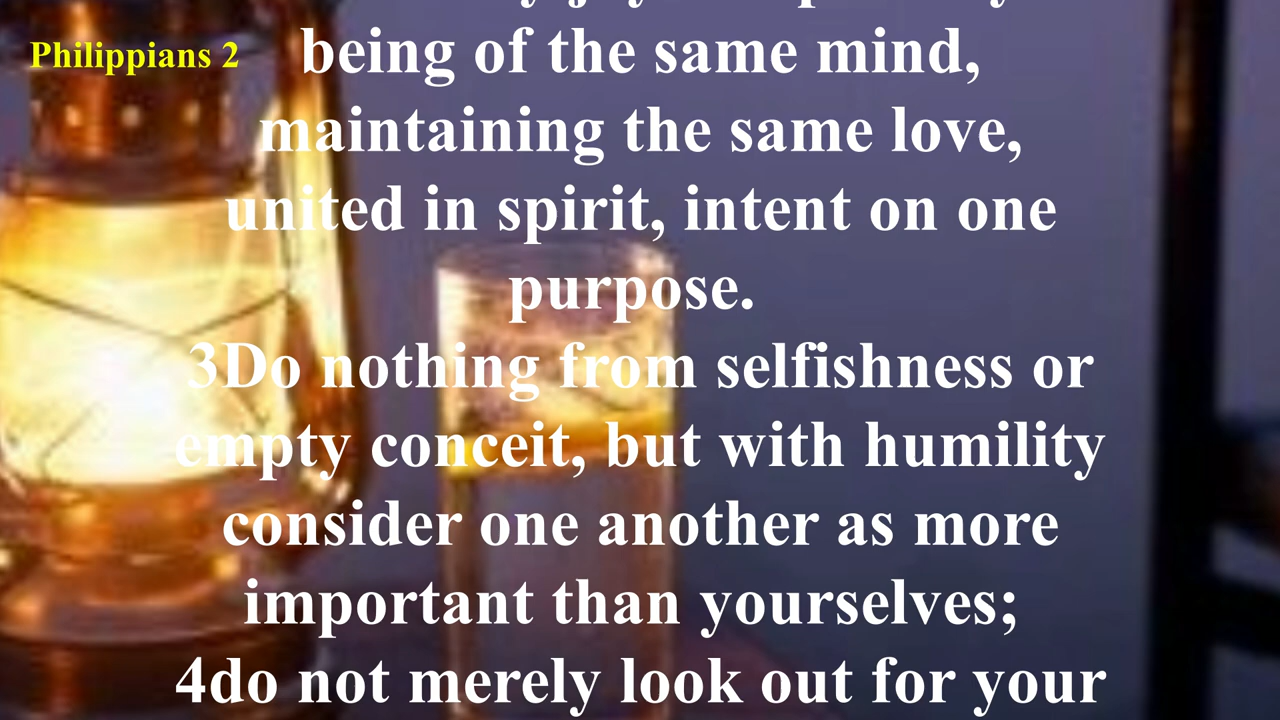 Philippians 2
being of the same mind,
maintaining the same love,
united in spirit, intent on one
purpose.
3Do nothing from selfishness or
empty conceit, but with humility
consider one another as more
important than yourselves;
4do not merely look out for your